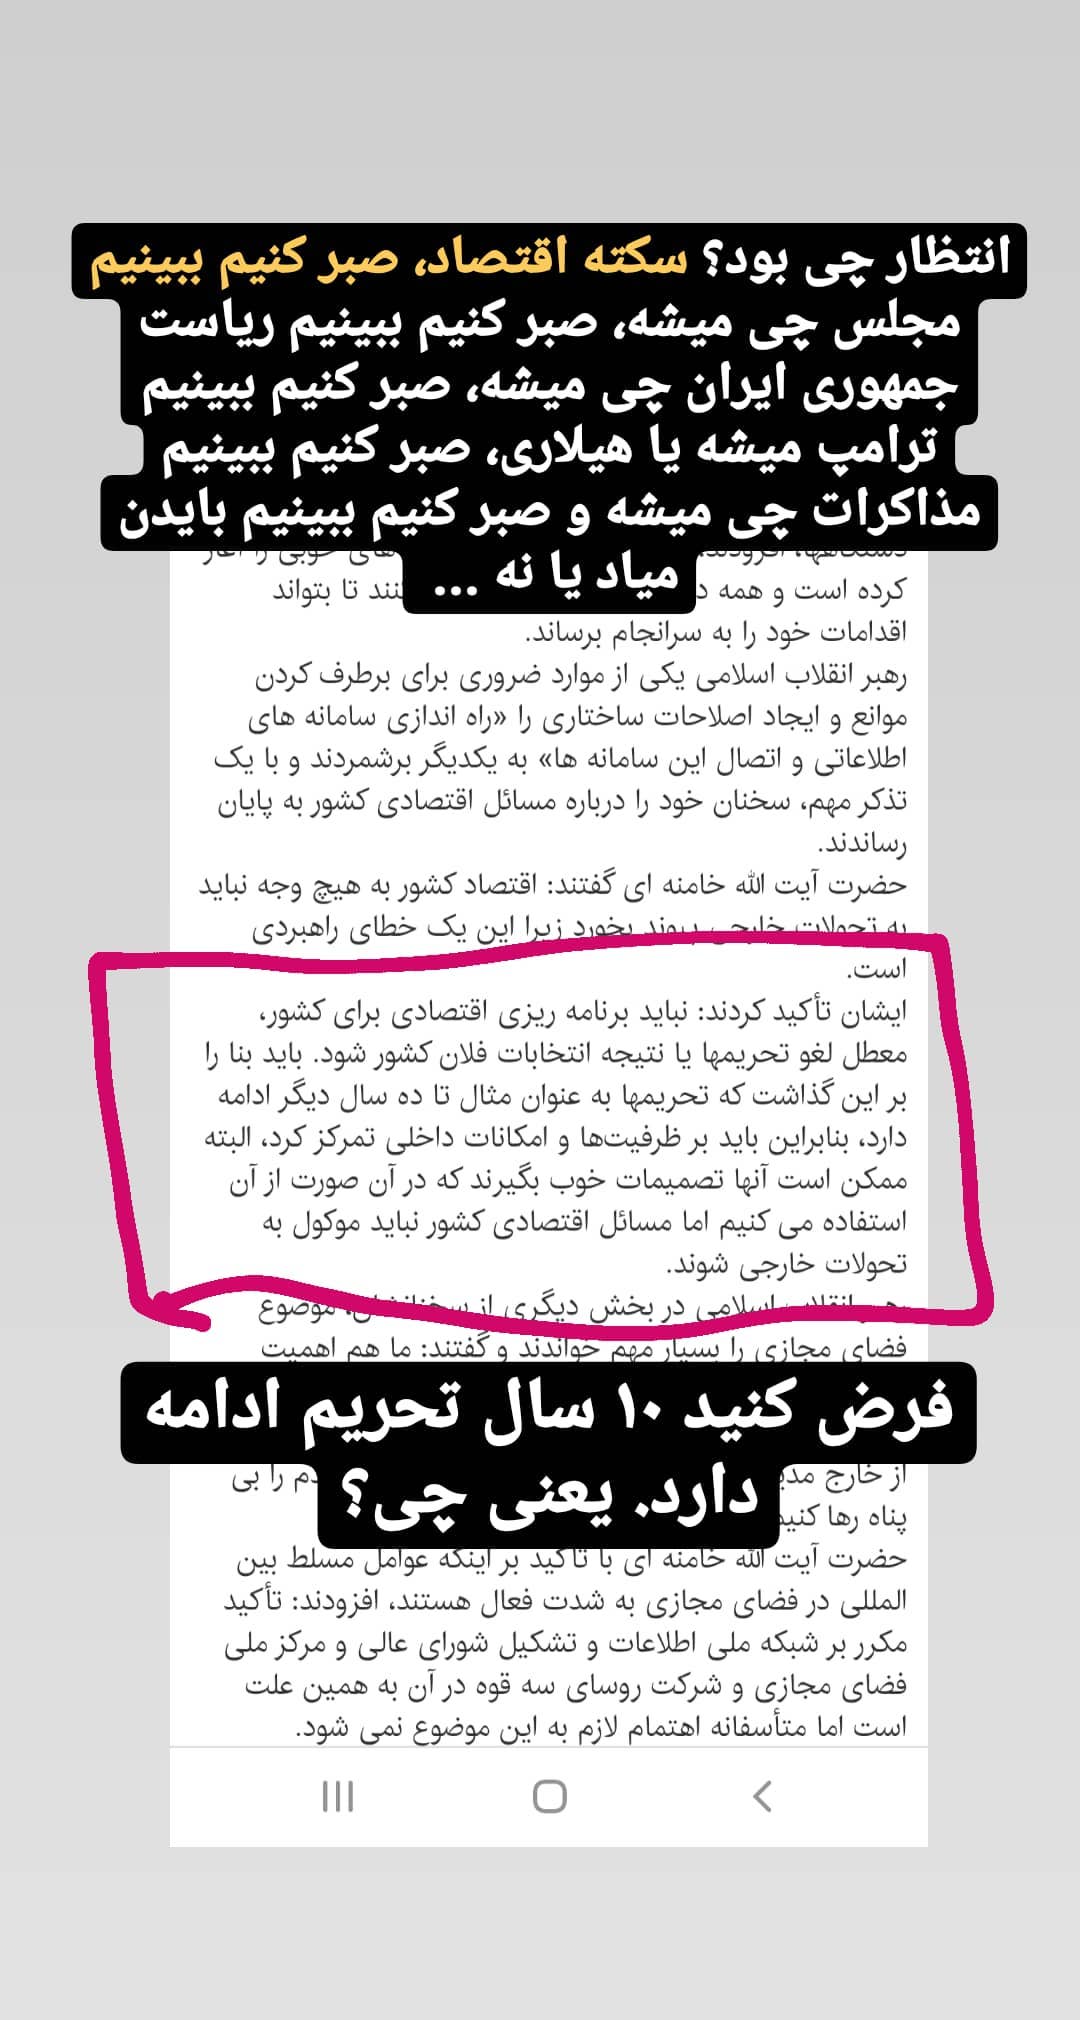 انتظار چی بود؟ سکته اقتصاد، صبر کنیم ببینیم
مجلس چی میشه، صبر کنیم ببینیم ریاست
جمهوری ایران چی میشه، صبر کنیم ببینیم
ترامپ میشه یا هیلاری، صبر کنیم ببینیم
مذاکرات چی میشه و صبر کنیم ببینیم بایدن
میاد یا نه ...
کرده است و همه تا بتواند
اقدامات خود را به سرانجام برساند.
رهبر انقلاب اسلامی یکی از موارد ضروری برای برطرف کردن
موانع و ایجاد اصلاحات ساختاری را «راه اندازی سامانه های
اطلاعاتی و اتصال این سامانه ها» به یکدیگر برشمردند و با یک
تذکر مهم، سخنان خود را درباره مسائل اقتصادی کشور به پایان
رساندند.
حضرت آیت الله خامنه ای گفتند: اقتصاد کشور به هیچ وجه نباید
به تحولات خارجی پیوند بخورد زیرا این یک خطای راهبردی
است.
ایشان تأکید کردند: نباید برنامه ریزی اقتصادی برای کشور،
معطل لغو تحریمها یا نتیجه انتخابات فلان کشور شود. باید بنا را
بر این گذاشت که تحریمها به عنوان مثال تا ده سال دیگر ادامه
دارد، بنابراین باید بر ظرفیت‌ها و امکانات داخلی تمرکز کرد، البته
ممکن است آنها تصمیمات خوب بگیرند که در آن صورت از آن
استفاده می کنیم اما مسائل اقتصادی کشور نباید موکول به
تحولات خارجی شوند.
رهبر انقلاب اسلامی در بخش دیگری از سخنانشان، موضوع
فضای مجازی را بسیار مهم خواندند و گفتند: ما هم اهمیت
فرض کنید ۱۰ سال تحریم ادامه
دارد. یعنی چی؟
از خارج را بی
پناه رها
حضرت آیت الله خامنه ای با تأکید بر اینکه عوامل مسلط بین
المللی در فضای مجازی به شدت فعال هستند، افزودند: تأکید
مکرر بر شبکه ملی اطلاعات و تشکیل شورای عالی و مرکز ملی
فضای مجازی و شرکت روسای سه قوه در آن به همین علت
است اما متأسفانه اهتمام لازم به این موضوع نمی شود.